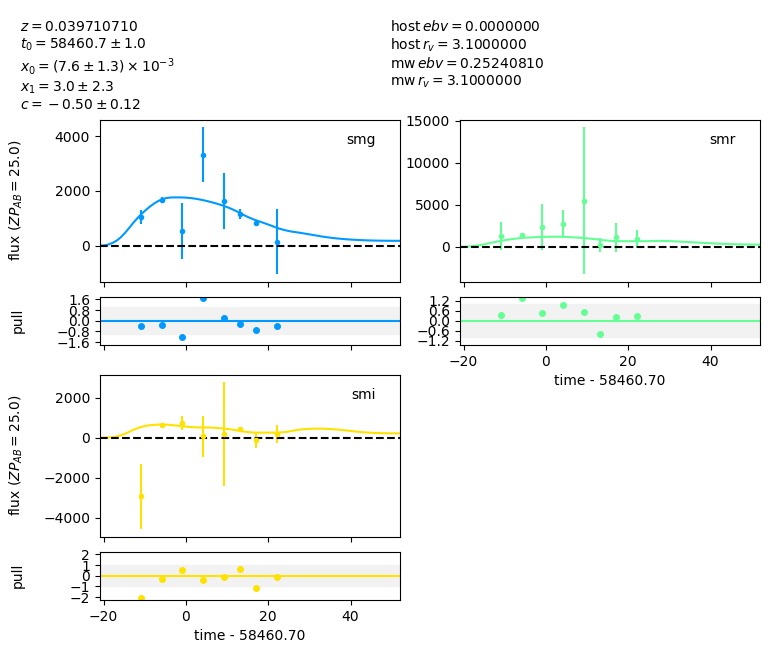 z = 0.039710710
t₀ = 58460.7 ± 1.0
x₀ = (7.6 ± 1.3) × 10⁻³
x₁ = 3.0 ± 2.3
c = −0.50 ± 0.12
host ebv = 0.0000000
host r_v = 3.1000000
mw ebv = 0.25240810
mw r_v = 3.1000000
flux (ZP_AB = 25.0)
4000
2000
0
smg
15000
10000
5000
0
smr
pull
1.6
0.8
0.0
−0.8
−1.6
1.2
0.6
0.0
−0.6
−1.2
−20
0
20
40
time - 58460.70
flux (ZP_AB = 25.0)
2000
0
−2000
−4000
smi
pull
2
1
0
−1
−2
−20
0
20
40
time - 58460.70